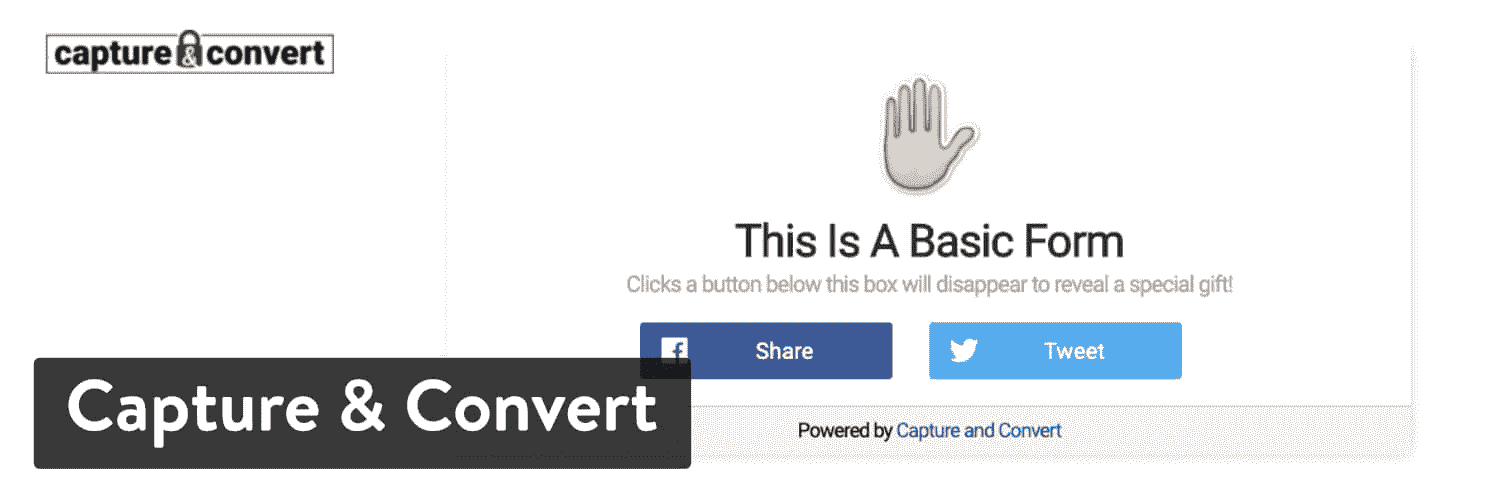 capture & convert
This Is A Basic Form
Clicks a button below this box will disappear to reveal a special gift!
f Share
Tweet
Capture & Convert
Powered by Capture and Convert